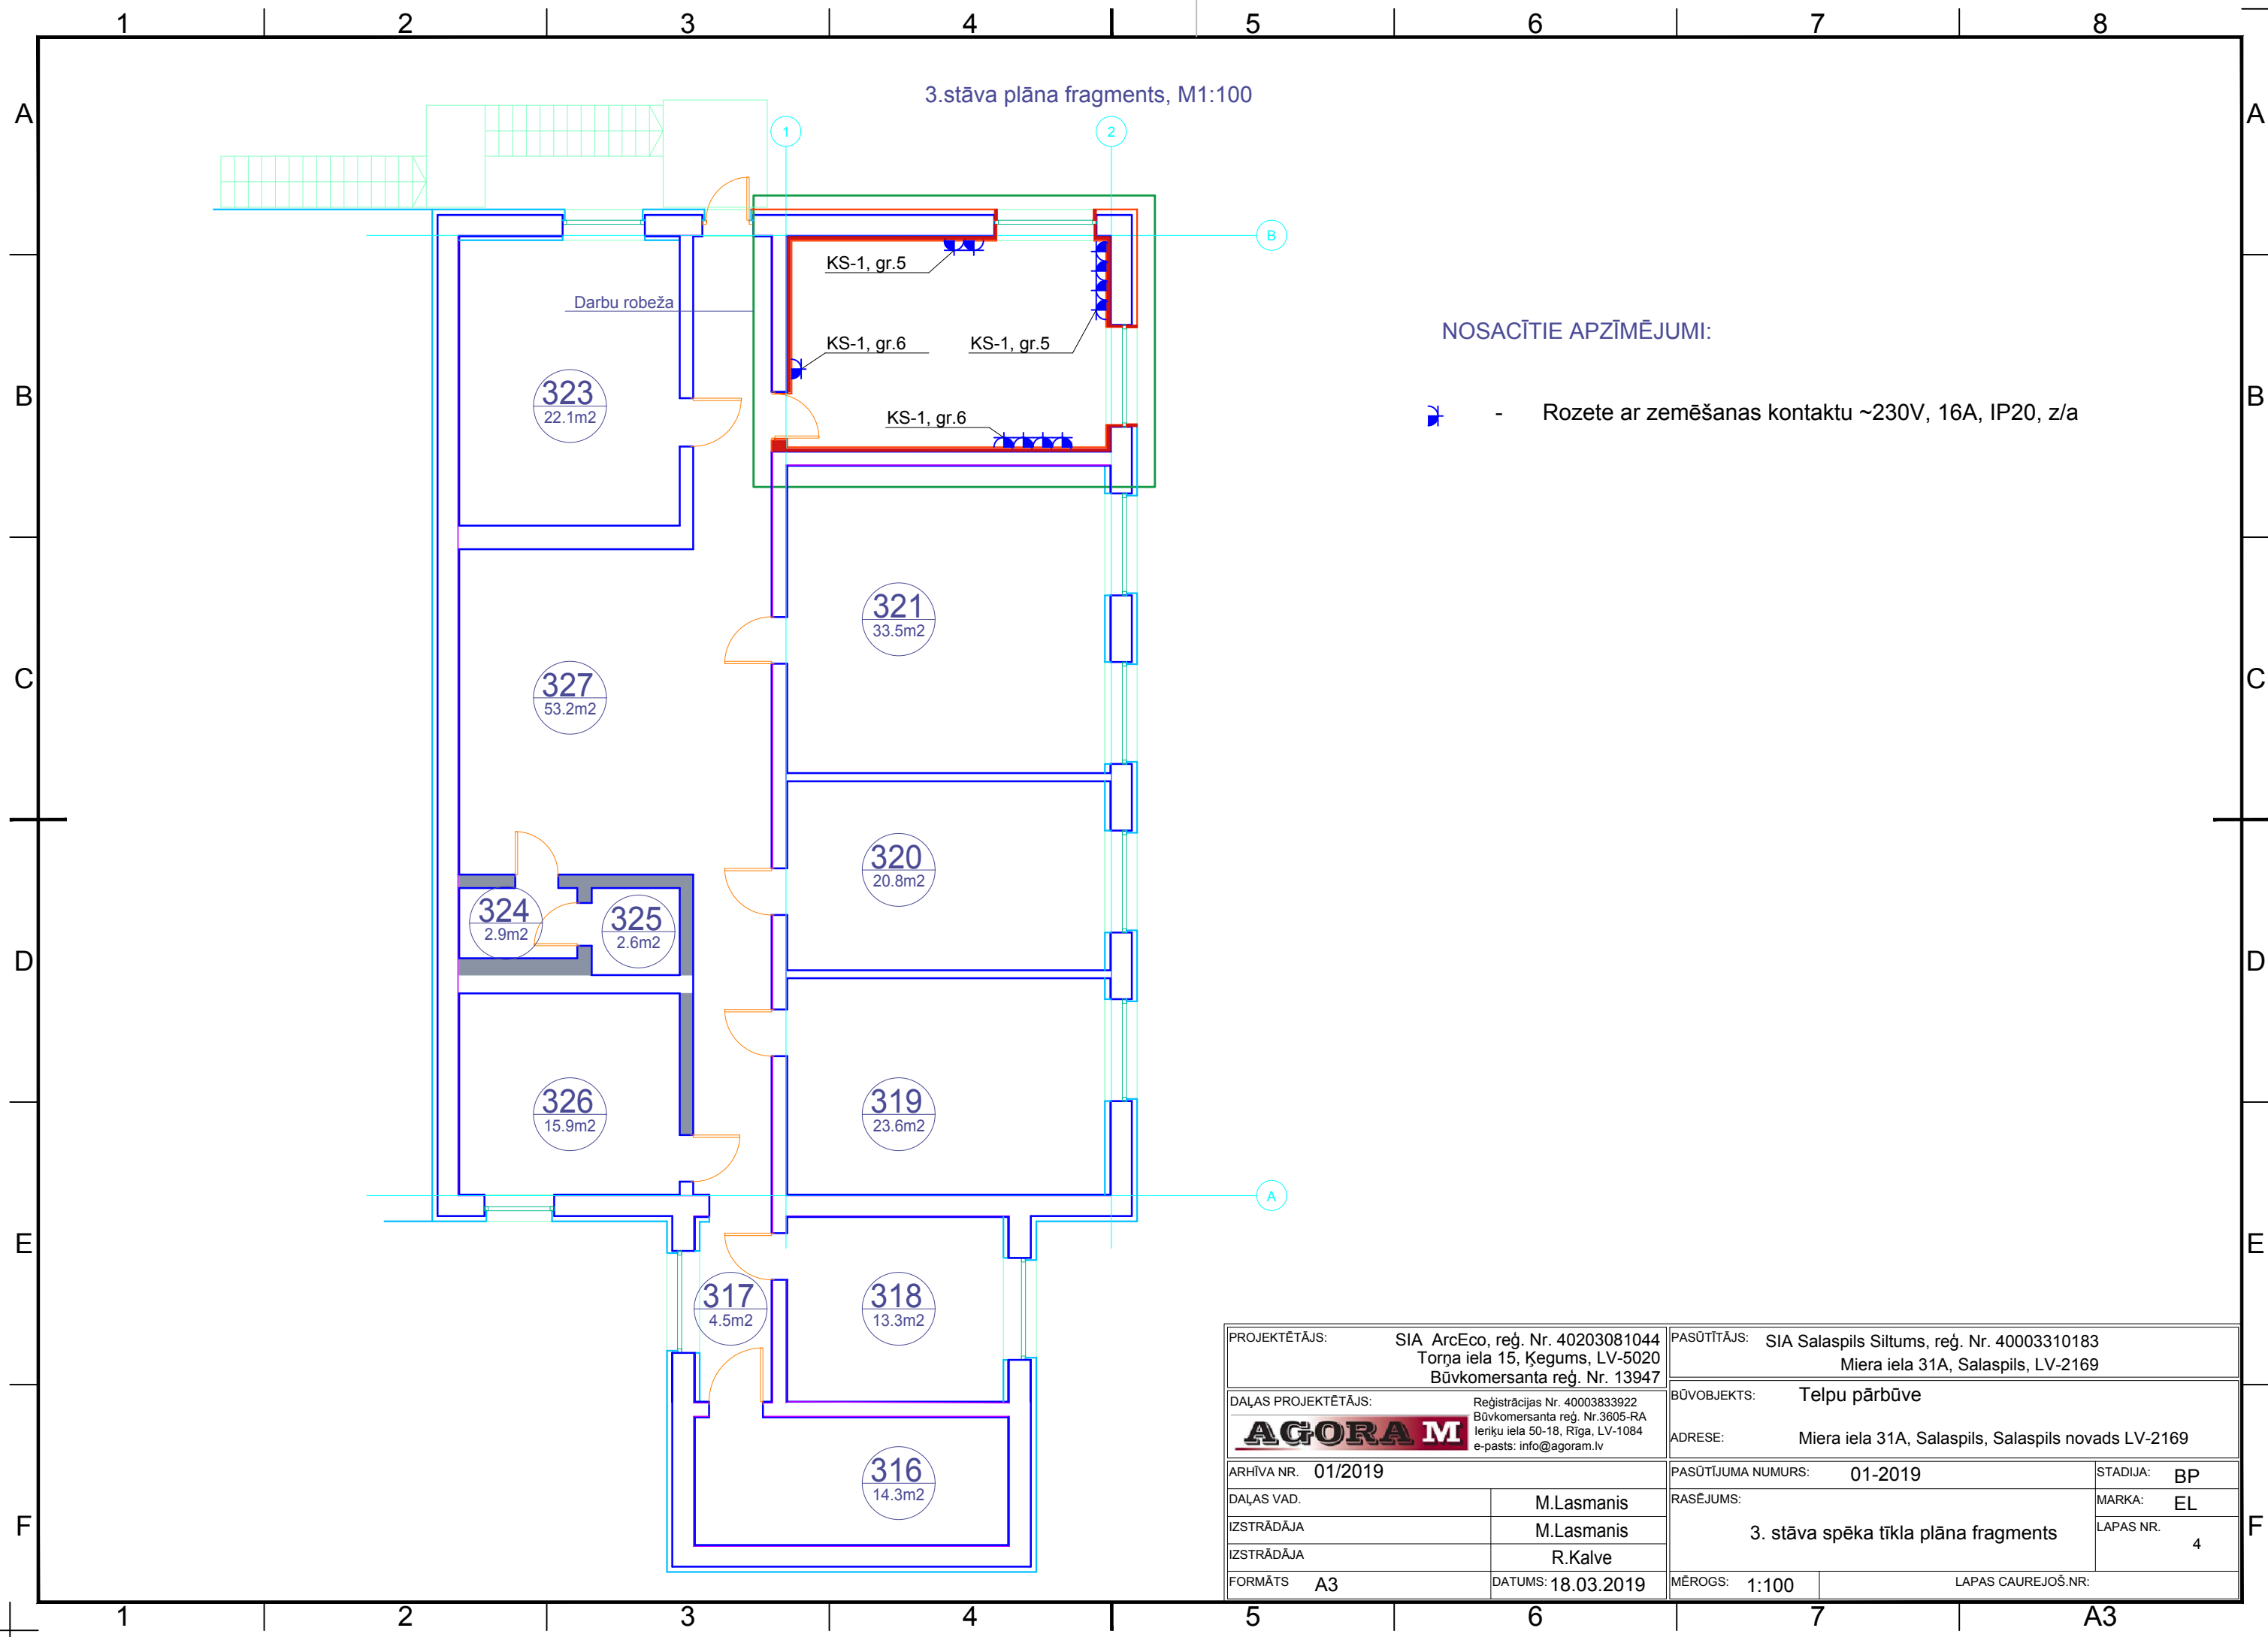 1 2 3 4 5 6 7 8
A A
3.stāva plāna fragments, M1:100
1 2
B
KS-1, gr.5
Darbu robeža
KS-1, gr.6 KS-1, gr.5
NOSACĪTIE APZĪMĒJUMI:
B B
323
22.1m2
KS-1, gr.6
- Rozete ar zemēšanas kontaktu ~230V, 16A, IP20, z/a
321
33.5m2
C C
327
53.2m2
320
20.8m2
324
2.9m2
325
2.6m2
D D
326
15.9m2
319
23.6m2
A
E E
317
4.5m2
318
13.3m2
316
14.3m2
F F
PROJEKTĒTĀJS: SIA ArcEco, reģ. Nr. 40203081044
Torņa iela 15, Ķegums, LV-5020
Būvkomersanta reģ. Nr. 13947
PASŪTĪTĀJS: SIA Salaspils Siltums, reģ. Nr. 40003310183
Miera iela 31A, Salaspils, LV-2169
DAĻAS PROJEKTĒTĀJS:
AGORA M
Reģistrācijas Nr. 40003833922
Būvkomersanta reģ. Nr.3605-RA
Ieriķu iela 50-18, Rīga, LV-1084
e-pasts: info@agoram.lv
BŪVOBJEKTS: Telpu pārbūve
ADRESE: Miera iela 31A, Salaspils, Salaspils novads LV-2169
ARHĪVA NR. 01/2019
PASŪTĪJUMA NUMURS: 01-2019
STADIJA: BP
DAĻAS VAD. M.Lasmanis
RASĒJUMS:
MARKA: EL
IZSTRĀDĀJA M.Lasmanis
3. stāva spēka tīkla plāna fragments
LAPAS NR.
4
IZSTRĀDĀJA R.Kalve
FORMĀTS A3
DATUMS: 18.03.2019
MĒROGS: 1:100
LAPAS CAUREJOŠ.NR:
1 2 3 4 5 6 7 A3